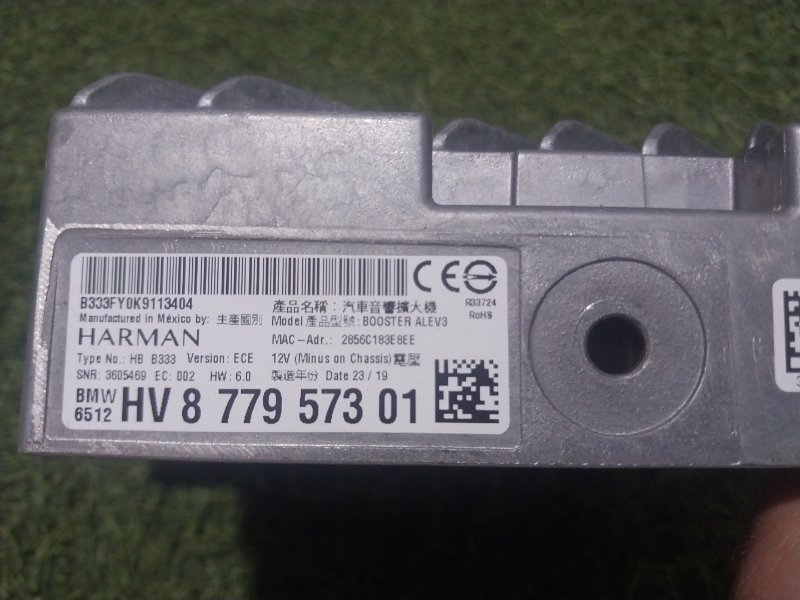 B333FY0K9113404
Manufactured in México by: 生產國別
HARMAN
Type No.: HB B333 Version: ECE
SNR: 3605469 EC: 002 HW: 6.0
BMW
6512 HV 8 779 573 01
產品名稱：汽車音響擴大機
Model 產品型號: BOOSTER ALEV3
MAC-Adr.: 2856C183E8EE
12V (Minus on Chassis) 電壓
製造年份 Date 23 / 19
CE
R33724
RoHS